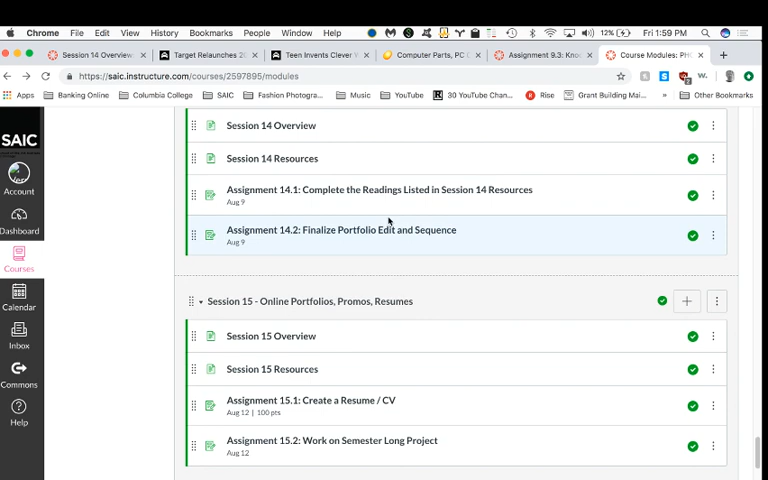 Chrome File Edit View History Bookmarks People Window Help 12% Fri 1:59 PM
Session 14 Overview Target Relaunches 20 Teen Invents Clever W Computer Parts, PC C Assignment 9.3: Kno Course Modules: PH
https://saic.instructure.com/courses/2597895/modules
Apps Banking Online Columbia College SAIC Fashion Photogra... Music YouTube 30 YouTube Chan... Rise Grant Building Mai... » Other Bookmarks
SAIC
Account
Dashboard
Courses
Calendar
Inbox
Commons
Help
Session 14 Overview
Session 14 Resources
Assignment 14.1: Complete the Readings Listed in Session 14 Resources
Aug 9
Assignment 14.2: Finalize Portfolio Edit and Sequence
Aug 9
Session 15 - Online Portfolios, Promos, Resumes
Session 15 Overview
Session 15 Resources
Assignment 15.1: Create a Resume / CV
Aug 12 | 100 pts
Assignment 15.2: Work on Semester Long Project
Aug 12